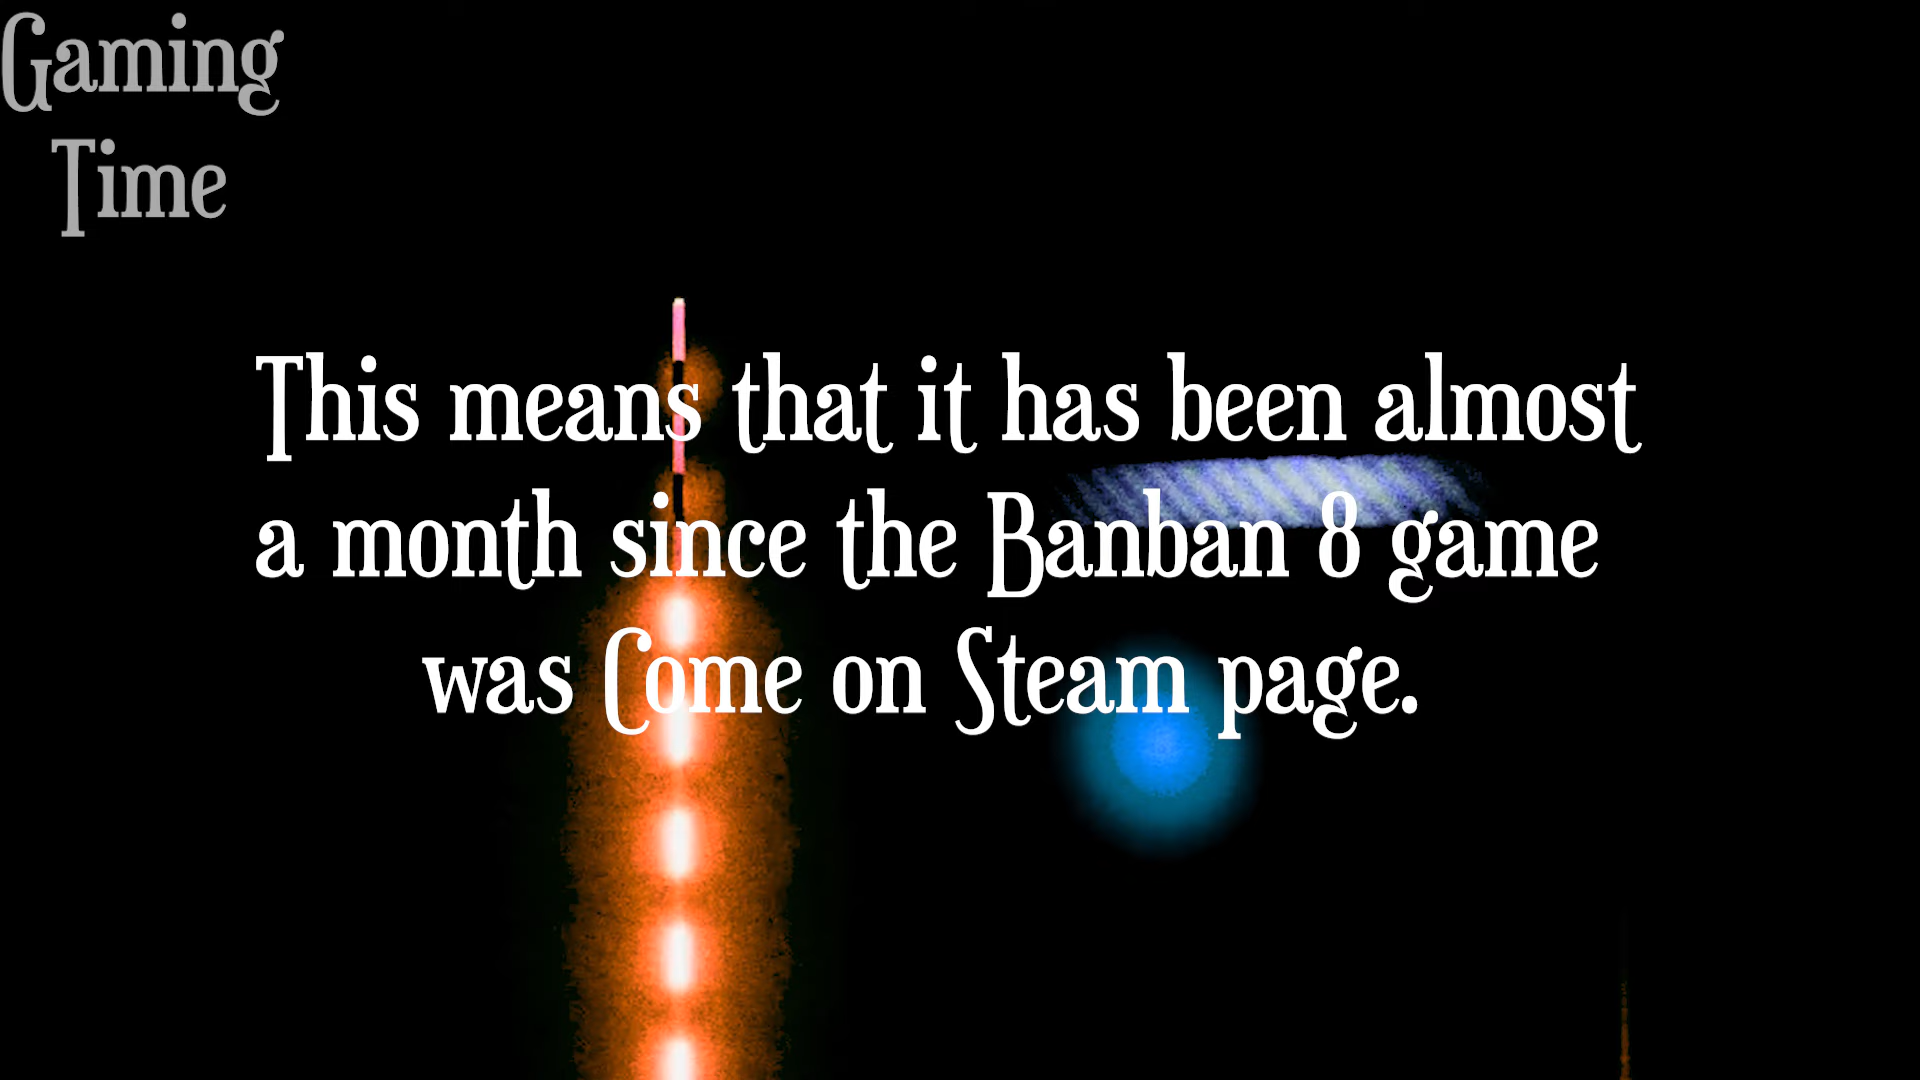 Gaming
Time
This means that it has been almost
a month since the Banban 8 game
was Come on Steam page.